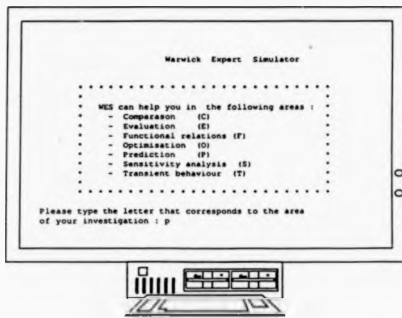 Warwick Expert Simulator
WES can help you in the following areas :
- Comparason (C)
- Evaluation (E)
- Functional relations (F)
- Optimisation (O)
- Prediction (P)
- Sensitivity analysis (S)
- Transient behaviour (T)
Please type the letter that corresponds to the area
of your investigation : p